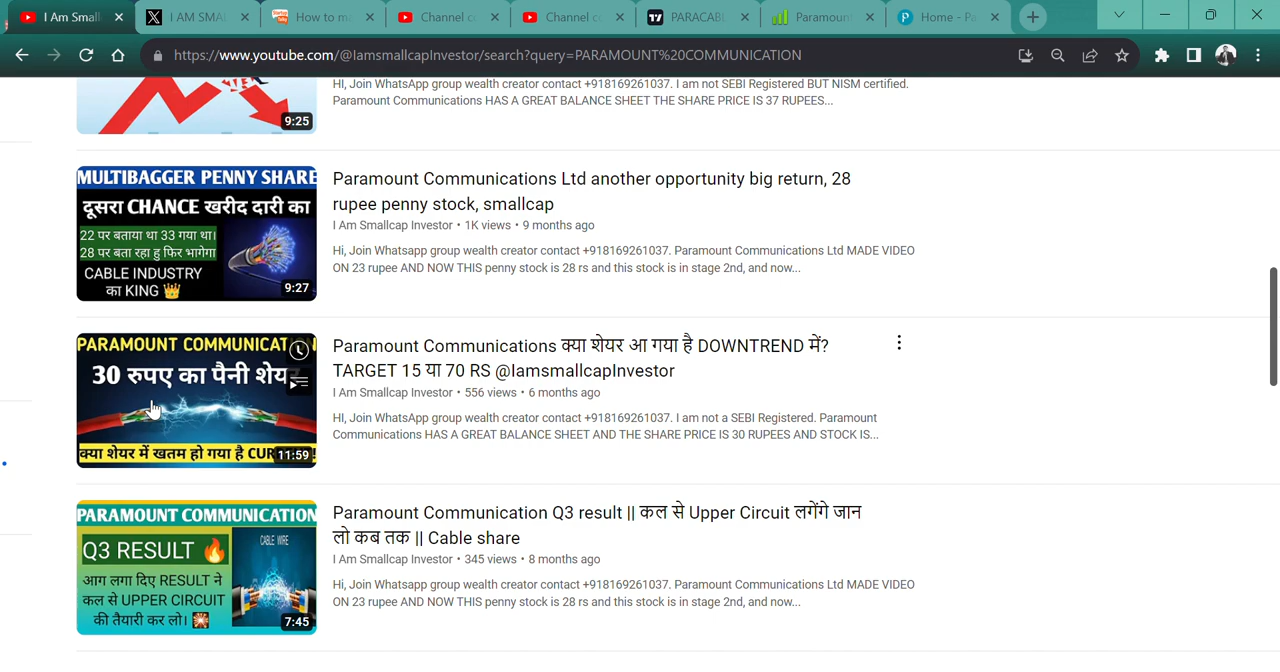 I Am Small
I AM SMAL
How to ma
Channel co
Channel co
PARACABL
Paramoun
Home - Pa
https://www.youtube.com/@IamsmallcapInvestor/search?query=PARAMOUNT%20COMMUNICATION
HI, Join WhatsApp group wealth creator contact +918169261037. I am not SEBI Registered BUT NISM certified.
Paramount Communications HAS A GREAT BALANCE SHEET THE SHARE PRICE IS 37 RUPEES...
9:25
MULTIBAGGER PENNY SHARE
दूसरा CHANCE खरीद दारी का
22 पर बताया था 33 गया था।
28 पर बता रहा हु फिर भागेगा
CABLE INDUSTRY
का KING 👑
9:27
Paramount Communications Ltd another opportunity big return, 28
rupee penny stock, smallcap
I Am Smallcap Investor • 1K views • 9 months ago
Hi, Join Whatsapp group wealth creator contact +918169261037. Paramount Communications Ltd MADE VIDEO
ON 23 rupee AND NOW THIS penny stock is 28 rs and this stock is in stage 2nd, and now...
PARAMOUNT COMMUNICAT
30 रुपए का पैनी शेय
क्या शेयर में खतम हो गया है CUR
11:59
Paramount Communications क्या शेयर आ गया है DOWNTREND में?
TARGET 15 या 70 RS @IamsmallcapInvestor
I Am Smallcap Investor • 556 views • 6 months ago
HI, Join WhatsApp group wealth creator contact +918169261037. I am not a SEBI Registered. Paramount
Communications HAS A GREAT BALANCE SHEET AND THE SHARE PRICE IS 30 RUPEES AND STOCK IS...
PARAMOUNT COMMUNICATION
Q3 RESULT 🔥
CABLE WIRE
आग लगा दिए RESULT ने
कल से UPPER CIRCUIT
की तैयारी कर लो।
7:45
Paramount Communication Q3 result || कल से Upper Circuit लगेंगे जान
लो कब तक || Cable share
I Am Smallcap Investor • 345 views • 8 months ago
Hi, Join Whatsapp group wealth creator contact +918169261037. Paramount Communications Ltd MADE VIDEO
ON 23 rupee AND NOW THIS penny stock is 28 rs and this stock is in stage 2nd, and now...